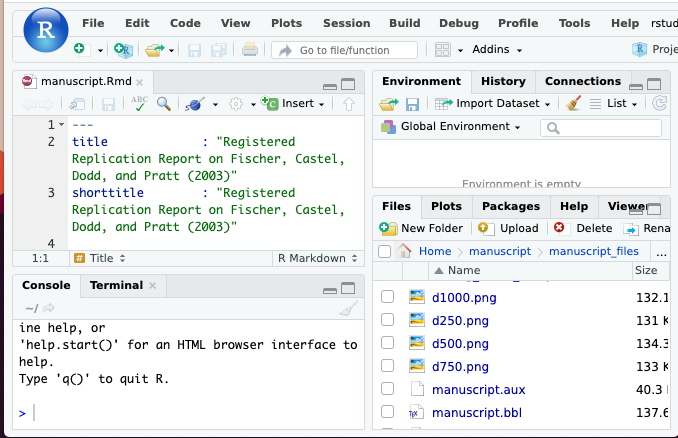 R
File Edit Code View Plots Session Build Debug Profile Tools Help rstud
Go to file/function Addins R Proje
manuscript.Rmd
ABC Insert
1 ---
2 title : "Registered
Replication Report on Fischer, Castel,
Dodd, and Pratt (2003)"
3 shorttitle : "Registered
Replication Report on Fischer, Castel,
Dodd, and Pratt (2003)"
4
1:1 # Title R Markdown
Console Terminal
~/
ine help, or
'help.start()' for an HTML browser interface to
help.
Type 'q()' to quit R.
>
Environment History Connections
Import Dataset List
Global Environment
Environment is empty
Files Plots Packages Help Viewer
New Folder Upload Delete Rena
Home manuscript manuscript_files ...
Name Size
d1000.png 132.1
d250.png 131 K
d500.png 134.3
d750.png 133 K
manuscript.aux 40.3
manuscript.bbl 137.6